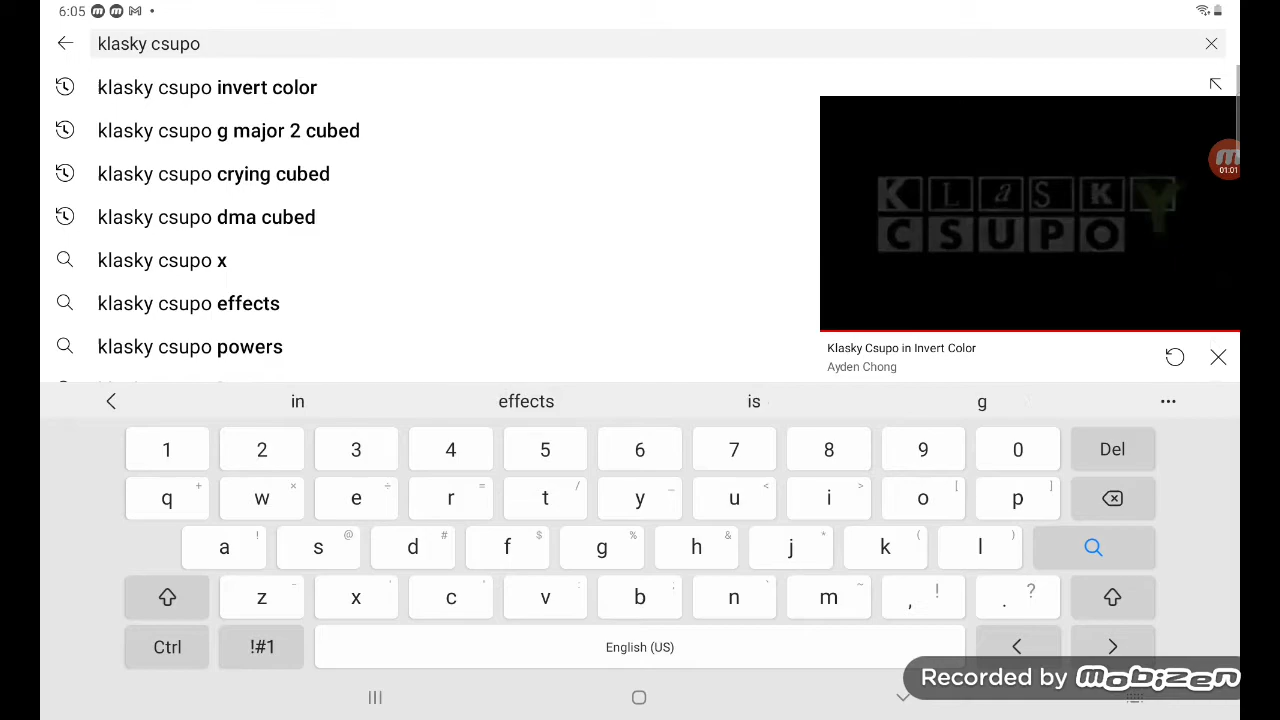 6:05
klasky csupo
klasky csupo invert color
klasky csupo g major 2 cubed
klasky csupo crying cubed
klasky csupo dma cubed
klasky csupo x
klasky csupo effects
klasky csupo powers
KLaSKY
CSUPO
01:01
Klasky Csupo in Invert Color
Ayden Chong
in effects is g
1 2 3 4 5 6 7 8 9 0 Del
q w e r t y u i o p
a s d f g h j k l
z x c v b n m , ! . ?
Ctrl !#1 English (US)
Recorded by mobizen